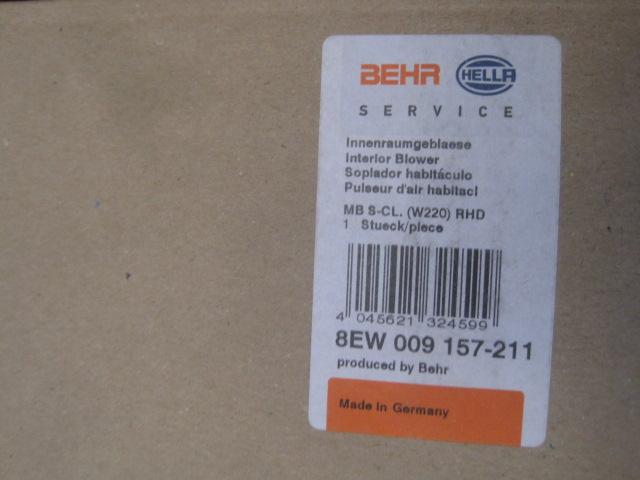 BEHR HELLA
SERVICE
Innenraumgeblaese
Interior Blower
Soplador habitáculo
Pulseur d'air habitacl
MB S-CL. (W220) RHD
1 Stueck/piece
4 045621 324599
8EW 009 157-211
produced by Behr
Made in Germany